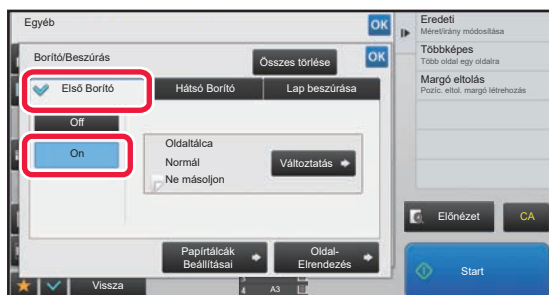 Egyéb
OK
Borító/Beszúrás
Összes törlése
OK
Első Borító
Hátsó Borító
Lap beszúrása
Off
On
Oldaltálca
Normál
Ne másoljon
Változtatás
Papírtálcák
Beállításai
Oldal-
Elrendezés
Vissza
4
A3
Eredeti
Méret/irány módosítása
Többképes
Több oldal egy oldalra
Margó eltolás
Pozíc. eltol. margó létrehozás
Előnézet
CA
Start